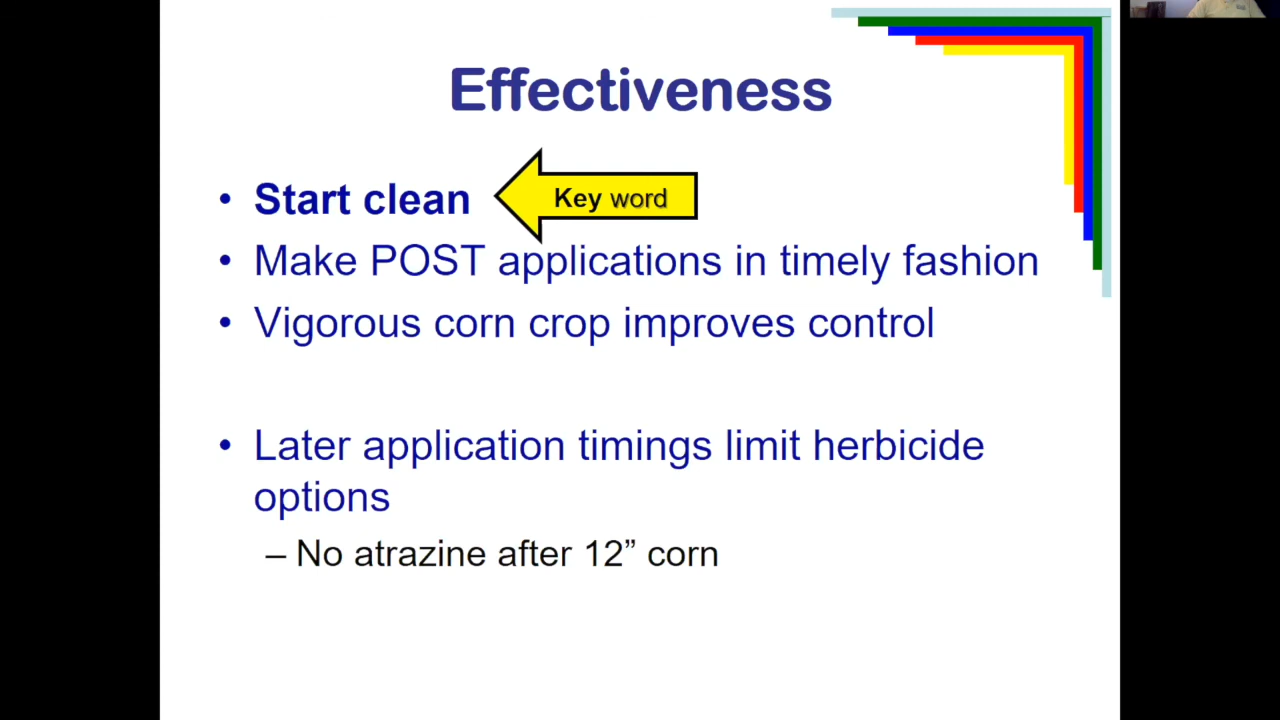 Effectiveness
• Start clean
Key word
• Make POST applications in timely fashion
• Vigorous corn crop improves control
• Later application timings limit herbicide
options
– No atrazine after 12” corn